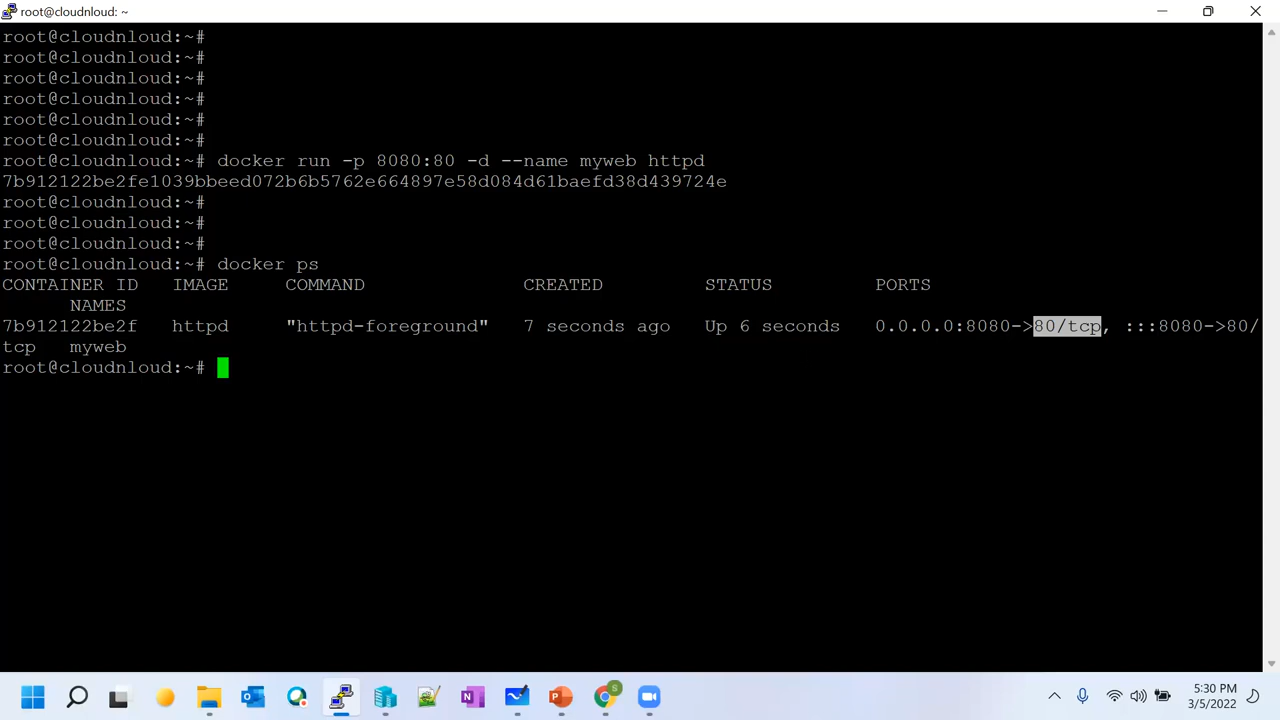 root@cloudnloud: ~
root@cloudnloud:~#
root@cloudnloud:~#
root@cloudnloud:~#
root@cloudnloud:~#
root@cloudnloud:~#
root@cloudnloud:~#
root@cloudnloud:~# docker run -p 8080:80 -d --name myweb httpd
7b912122be2fe1039bbeed072b6b5762e664897e58d084d61baefd38d439724e
root@cloudnloud:~#
root@cloudnloud:~#
root@cloudnloud:~#
root@cloudnloud:~# docker ps
CONTAINER ID   IMAGE     COMMAND              CREATED         STATUS         PORTS
      NAMES
7b912122be2f   httpd     "httpd-foreground"   7 seconds ago   Up 6 seconds   0.0.0.0:8080->80/tcp, :::8080->80/
tcp   myweb
root@cloudnloud:~#
5:30 PM
3/5/2022